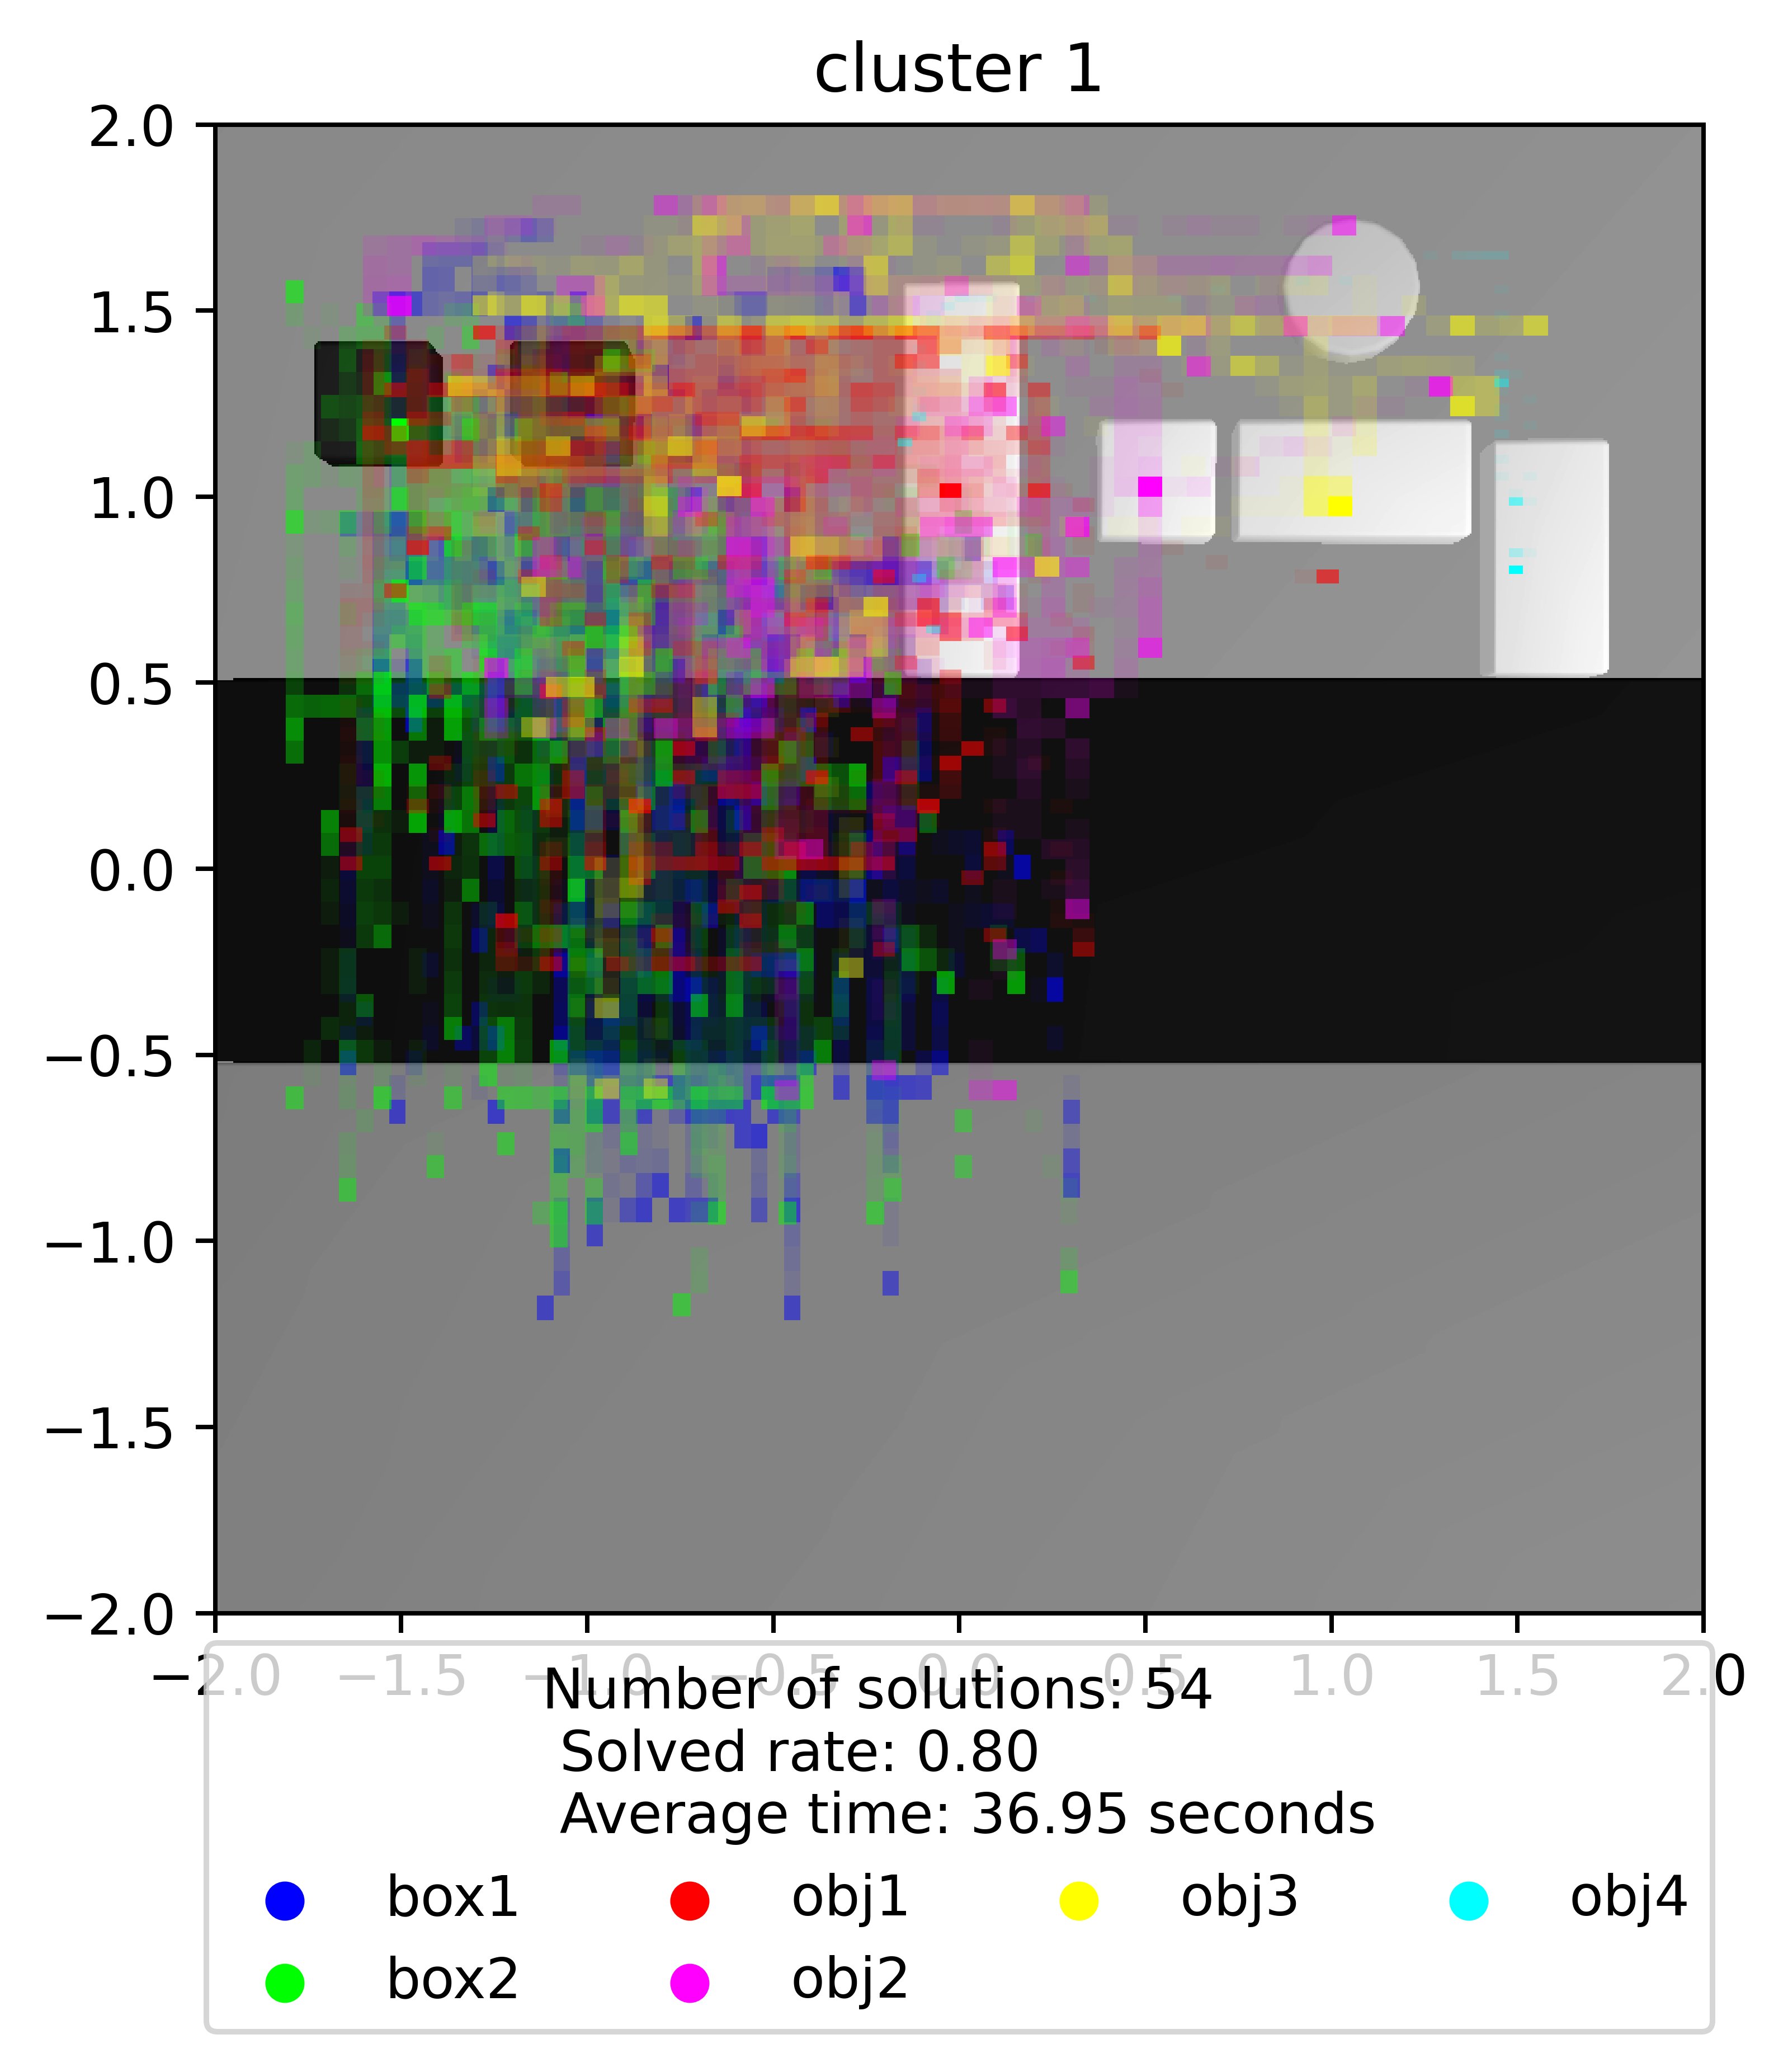 cluster 1
2.0
1.5
1.0
0.5
0.0
−0.5
−1.0
−1.5
−2.0
−2.0 −1.5 −1.0 −0.5 0.0 0.5 1.0 1.5 2.0
Number of solutions: 54
Solved rate: 0.80
Average time: 36.95 seconds
box1 obj1 obj3 obj4
box2 obj2